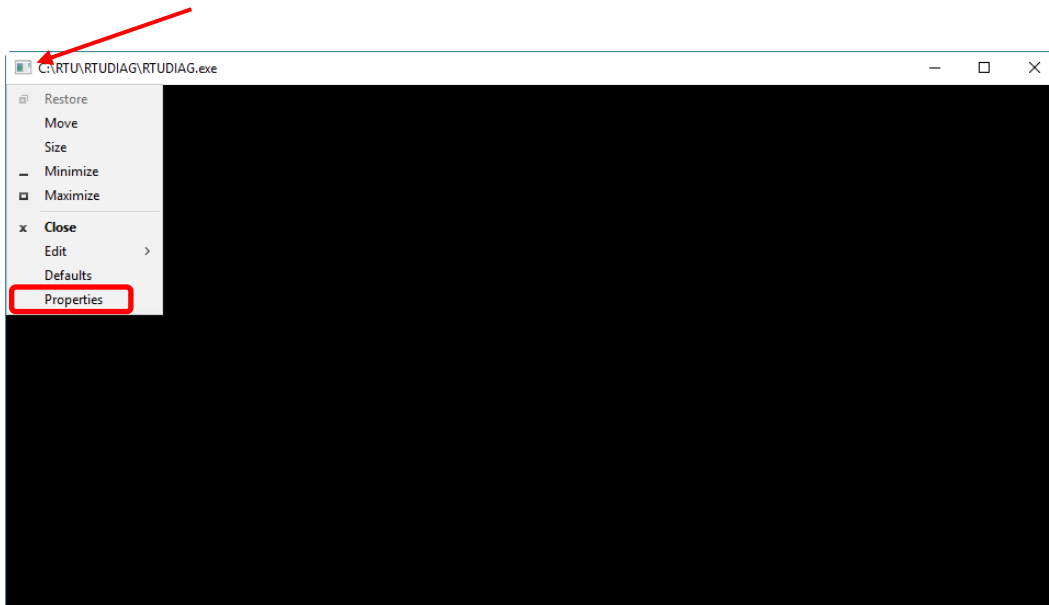 C:\RTU\RTUDIAG\RTUDIAG.exe
Restore
Move
Size
Minimize
Maximize
Close
Edit
Defaults
Properties